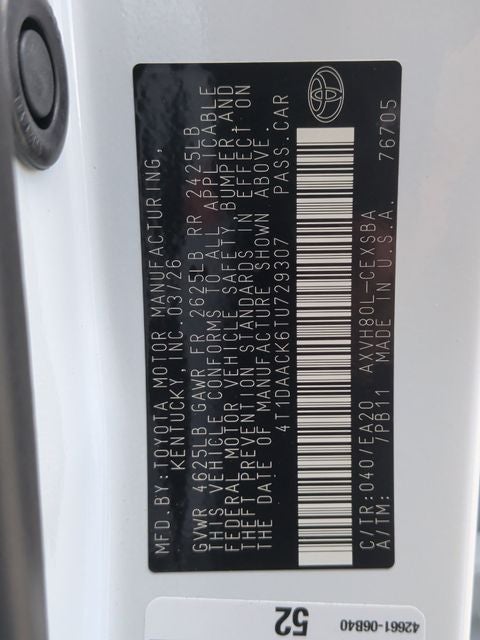 MFD.BY:TOYOTA MOTOR MANUFACTURING,
KENTUCKY, INC. 03/26
GVWR 4625LB GAWR FR 2625LB RR 2425LB
THIS VEHICLE CONFORMS TO ALL APPLICABLE
FEDERAL MOTOR VEHICLE SAFETY, BUMPER AND
THEFT PREVENTION STANDARDS IN EFFECT ON
THE DATE OF MANUFACTURE SHOWN ABOVE.
4T1DAACK6TU729307 PASS.CAR
C/TR:040/EA20 AXVH80L-CEXSBA
A/TM: /PB11 MADE IN U.S.A. 76705
52
42661-06B40